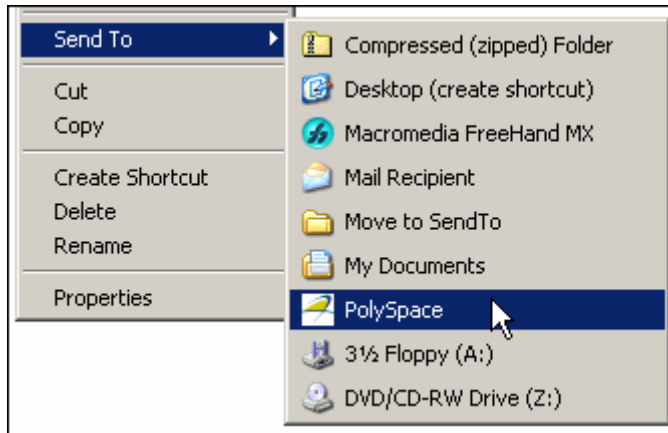 Send To
Cut
Copy
Create Shortcut
Delete
Rename
Properties
Compressed (zipped) Folder
Desktop (create shortcut)
Macromedia FreeHand MX
Mail Recipient
Move to SendTo
My Documents
PolySpace
3½ Floppy (A:)
DVD/CD-RW Drive (Z:)